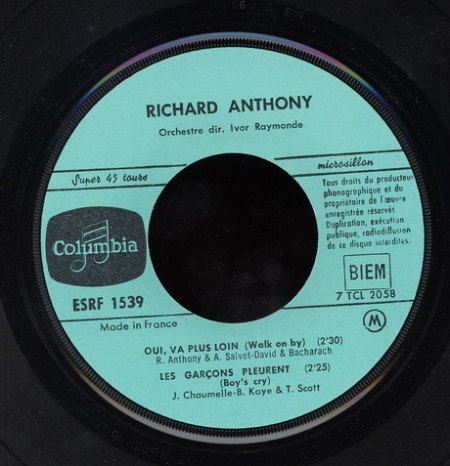 RICHARD ANTHONY
Orchestre dir. Ivor Raymonde
Super 45 tours
microsillon
Tous droits du producteur
phonographique et du
propriétaire de l'œuvre
enregistrée réservés
Duplication, exécution
publique, radiodiffusion
de ce disque interdites.
Columbia
ESRF 1539
BIEM
7 TCL 2058
Made in France
M
OUI, VA PLUS LOIN (Walk on by) (2'30)
R. Anthony & A. Salvet-David & Bacharach
LES GARÇONS PLEURENT (2'25)
(Boy's cry)
J. Chaumelle-B. Kaye & T. Scott